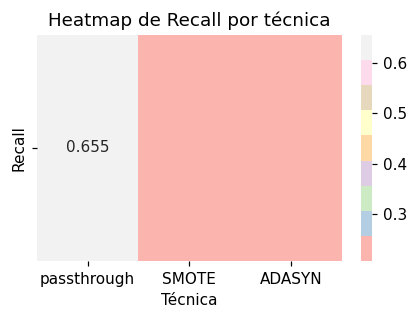 Heatmap de Recall por técnica
0.6
0.5
0.4
0.3
Recall
0.655
passthrough SMOTE ADASYN
Técnica